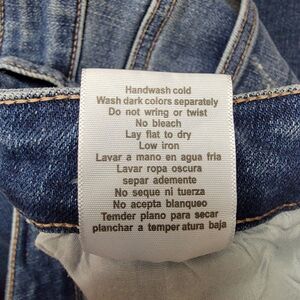 Handwash cold
Wash dark colors separately
Do not wring or twist
No bleach
Lay flat to dry
Low iron
Lavar a mano en agua fria
Lavar ropa oscura
separ ademente
No seque ni tuerza
No acepta blanqueo
Temder piano para secar
planchar a temper atura baja